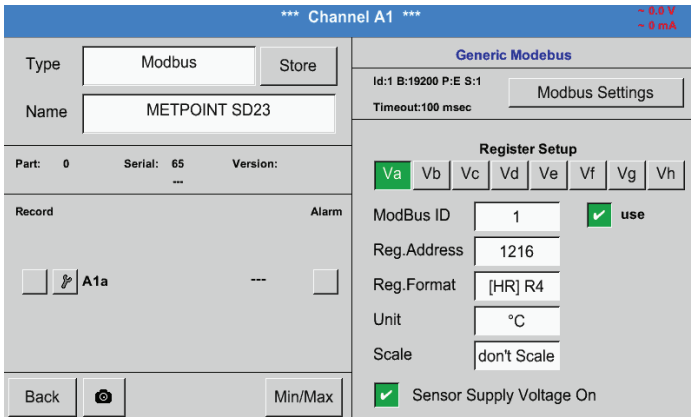 *** Channel A1 ***
~ 0.0 V
~ 0 mA
Type Modbus Store
Name METPOINT SD23
Part: 0 Serial: 65 Version:
---
Record Alarm
A1a ---
Back Min/Max
Generic Modebus
Id:1 B:19200 P:E S:1
Timeout:100 msec
Modbus Settings
Register Setup
Va Vb Vc Vd Ve Vf Vg Vh
ModBus ID 1 use
Reg.Address 1216
Reg.Format [HR] R4
Unit °C
Scale don't Scale
Sensor Supply Voltage On